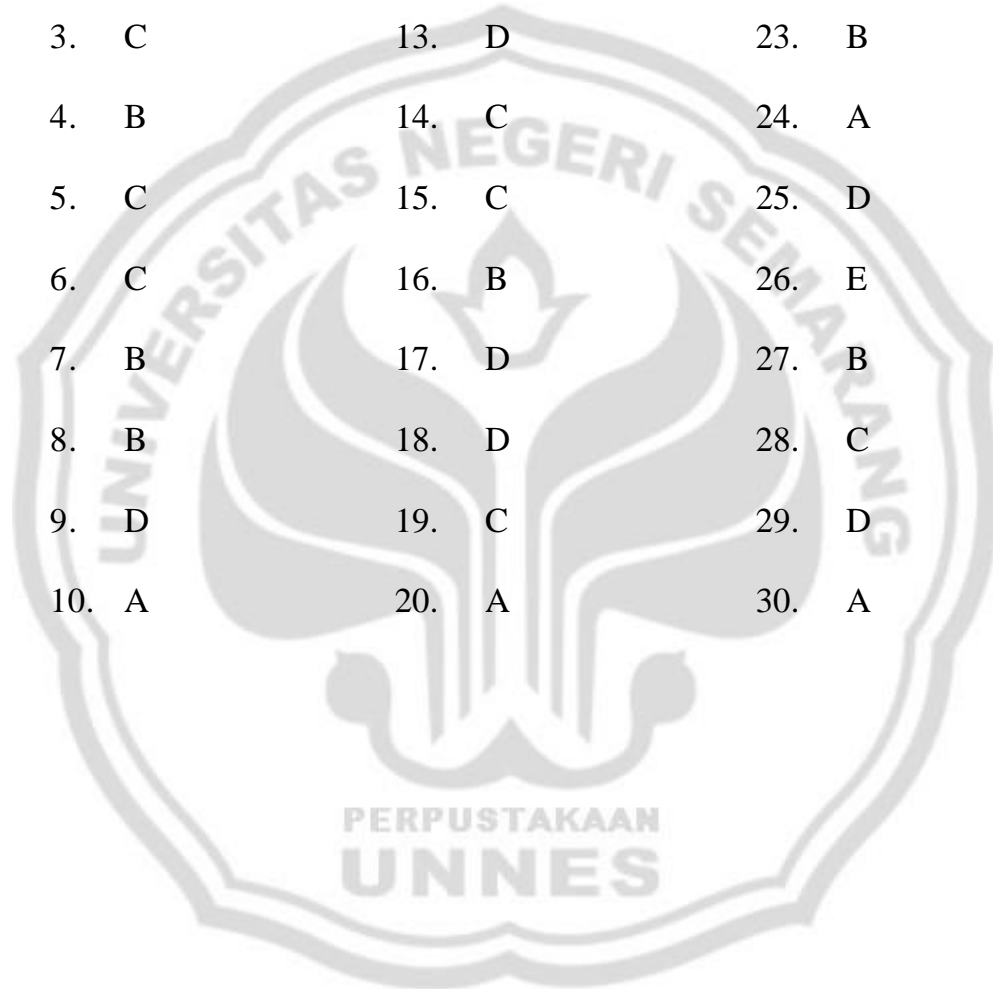 3. C 13. D 23. B
4. B 14. C 24. A
5. C 15. C 25. D
6. C 16. B 26. E
7. B 17. D 27. B
8. B 18. D 28. C
9. D 19. C 29. D
10. A 20. A 30. A
UNIVERSITAS NEGERI SEMARANG
PERPUSTAKAAN
UNNES